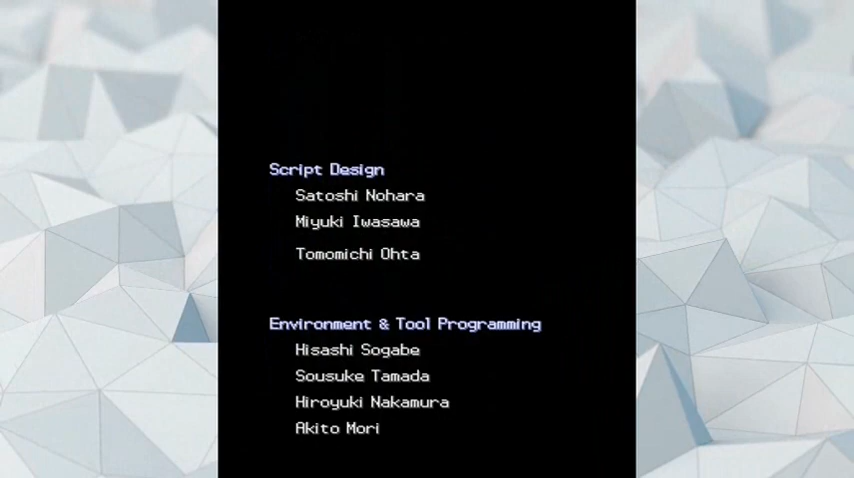 Script Design
Satoshi Nohara
Miyuki Iwasawa
Tomomichi Ohta
Environment & Tool Programming
Hisashi Sogabe
Sousuke Tamada
Hiroyuki Nakamura
Akito Mori